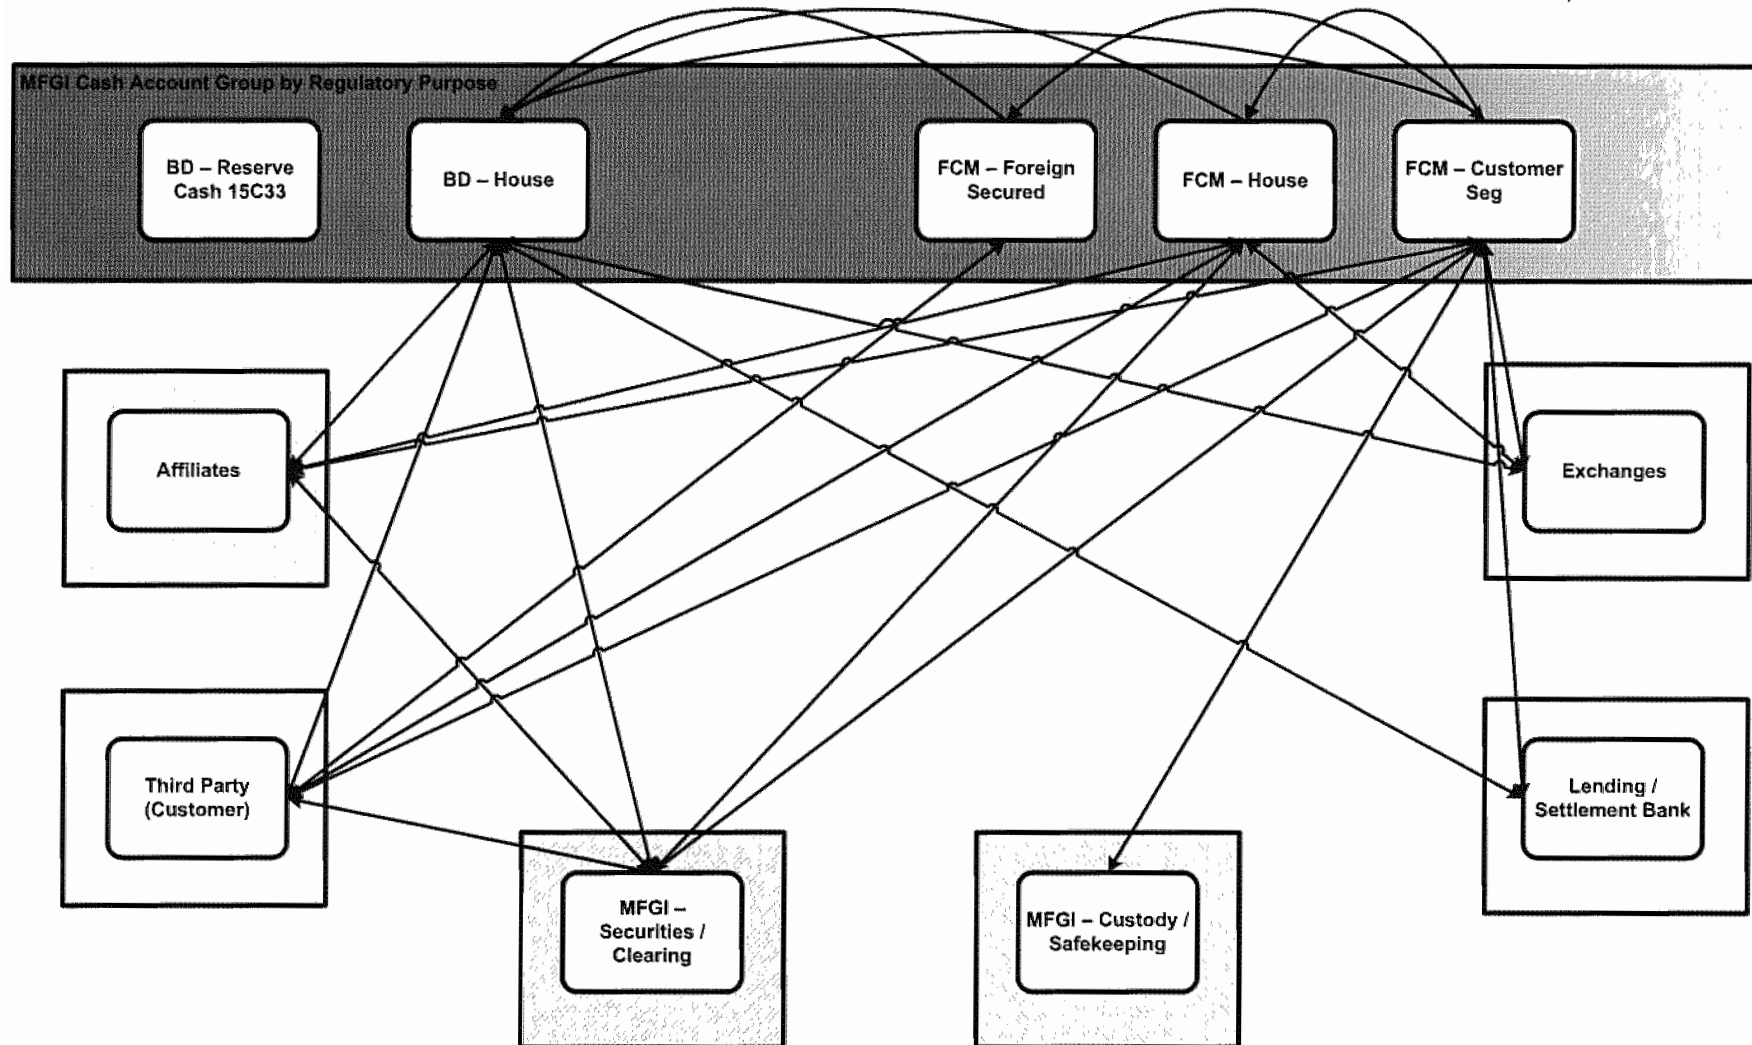 MFGI Cash Account Group by Regulatory Purpose
BD – Reserve
Cash 15C33
BD – House
FCM – Foreign
Secured
FCM – House
FCM – Customer
Seg
Affiliates
Exchanges
Third Party
(Customer)
Lending /
Settlement Bank
MFGI –
Securities /
Clearing
MFGI – Custody /
Safekeeping